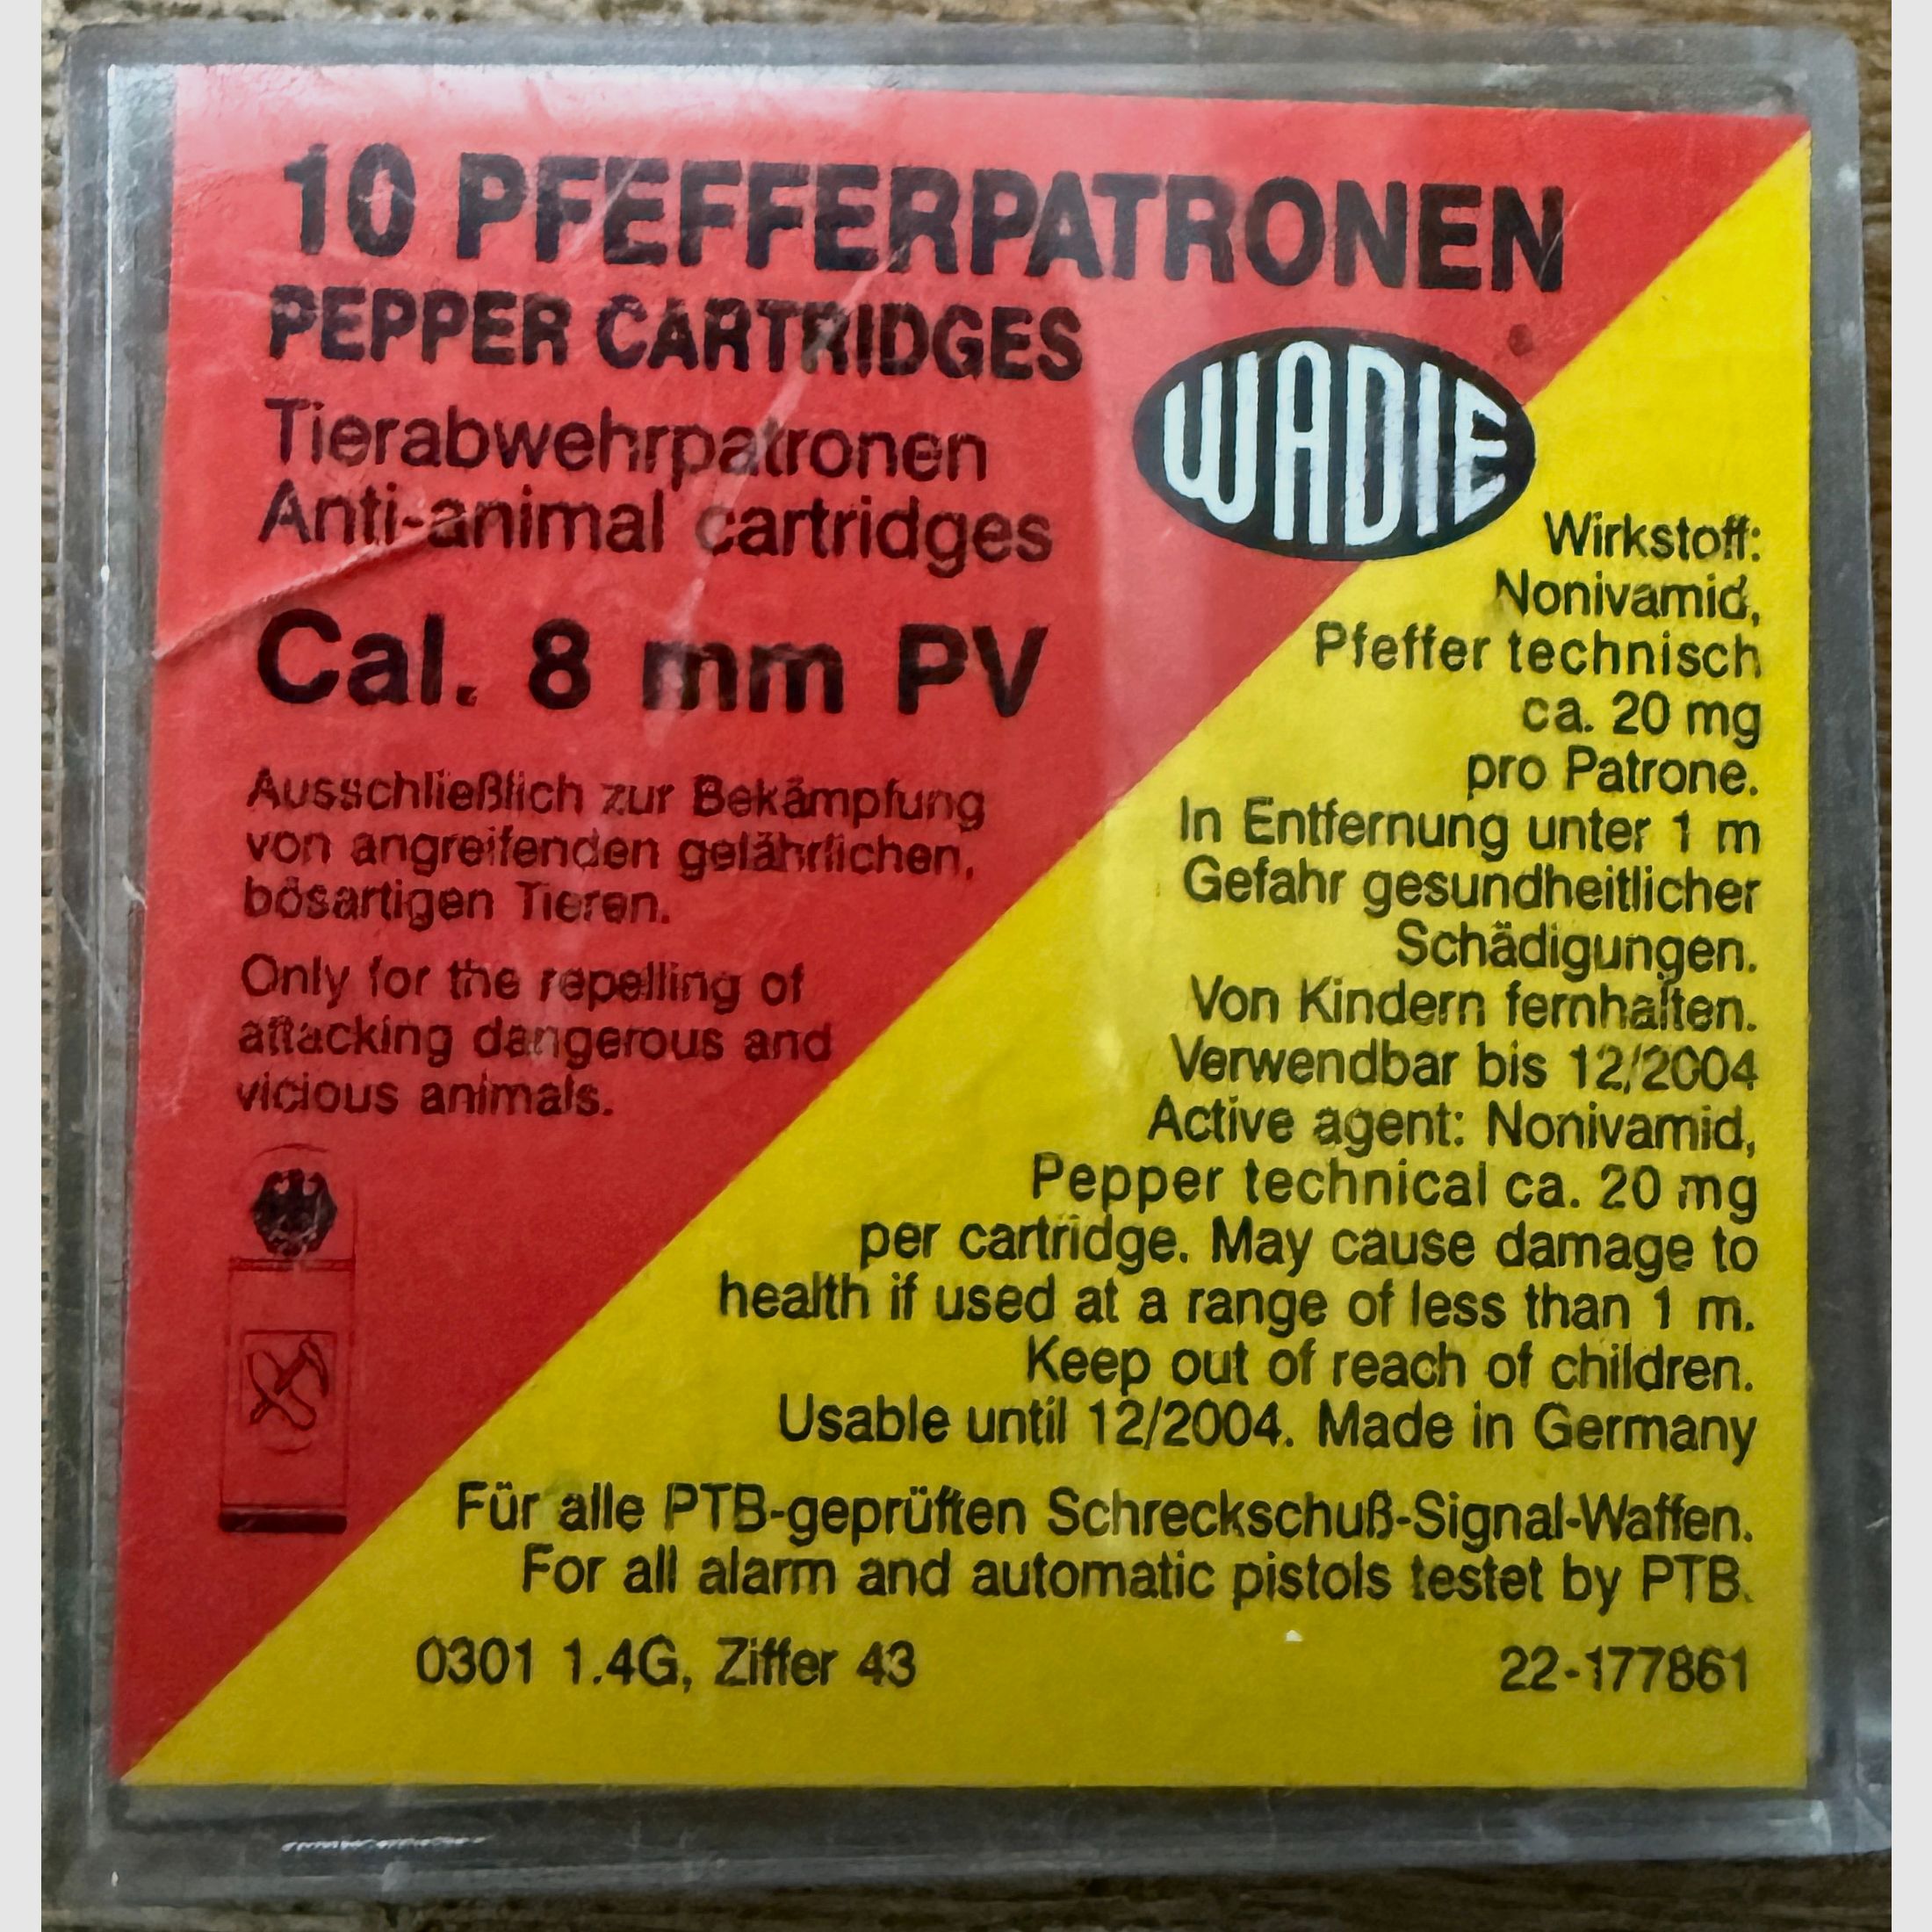 10 PFEFFERPATRONEN
PEPPER CARTRIDGES
Tierabwehrpatronen
Anti-animal cartridges
Cal. 8 mm PV
WADIE
Ausschließlich zur Bekämpfung
von angreifenden gefährlichen,
bösartigen Tieren.
Only for the repelling of
attacking dangerous and
vicious animals.
Wirkstoff:
Nonivamid,
Pfeffer technisch
ca. 20 mg
pro Patrone.
In Entfernung unter 1 m
Gefahr gesundheitlicher
Schädigungen.
Von Kindern fernhalten.
Verwendbar bis 12/2004
Active agent: Nonivamid,
Pepper technical ca. 20 mg
per cartridge. May cause damage to
health if used at a range of less than 1 m.
Keep out of reach of children.
Usable until 12/2004. Made in Germany
Für alle PTB-geprüften Schreckschuß-Signal-Waffen.
For all alarm and automatic pistols testet by PTB.
0301 1.4G, Ziffer 43
22-177861